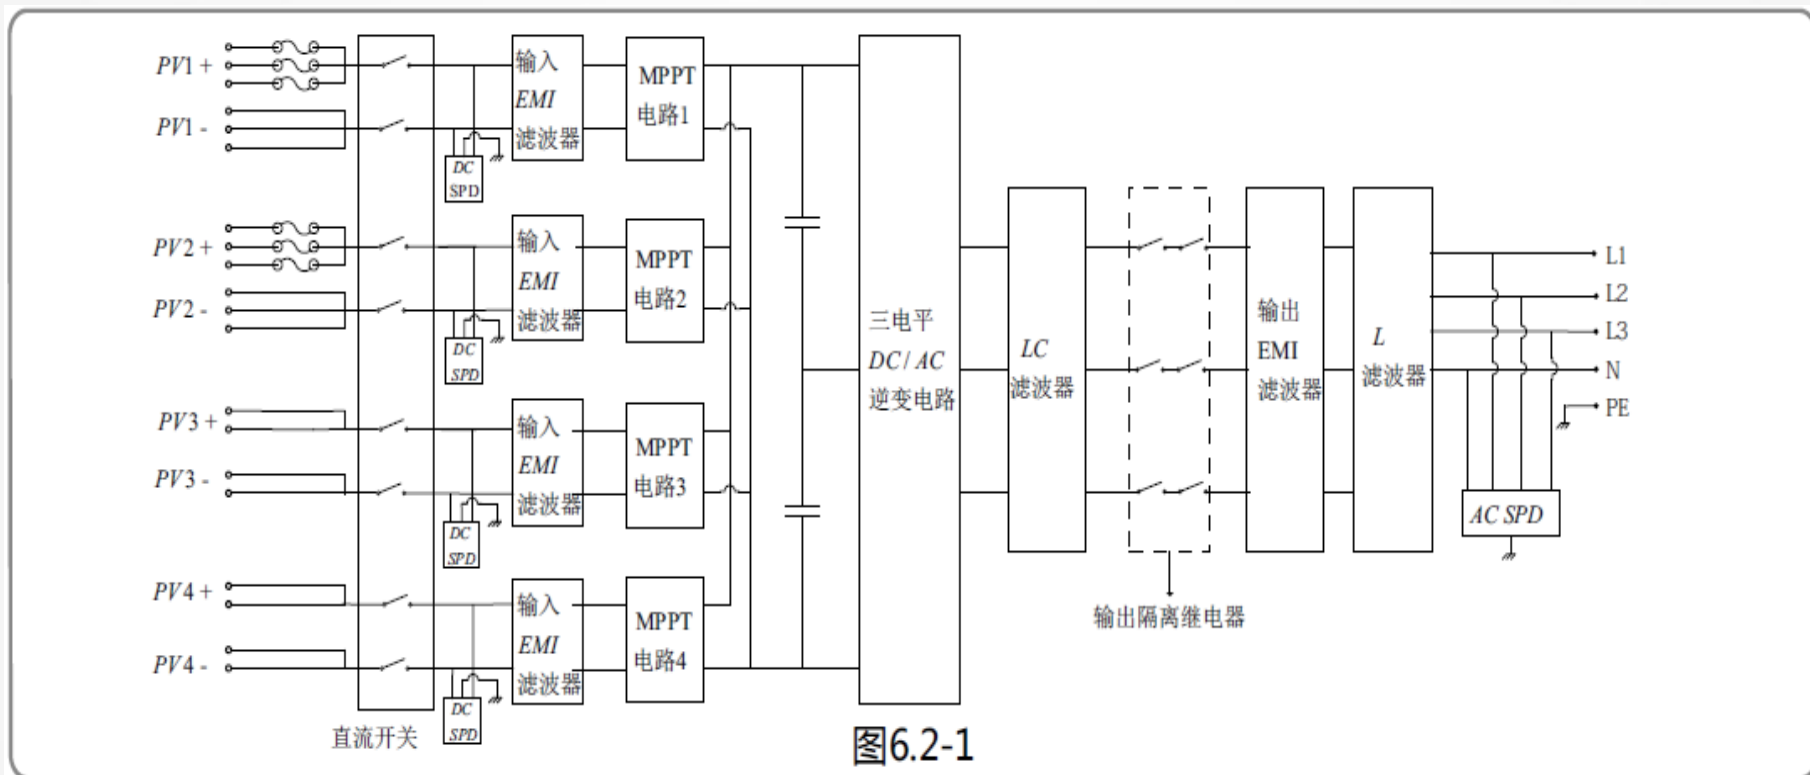 PV1 +
PV1 -
PV2 +
PV2 -
PV3 +
PV3 -
PV4 +
PV4 -
直流开关
DC
SPD
DC
SPD
DC
SPD
DC
SPD
输入
EMI
滤波器
输入
EMI
滤波器
输入
EMI
滤波器
输入
EMI
滤波器
MPPT
电路1
MPPT
电路2
MPPT
电路3
MPPT
电路4
三电平
DC/AC
逆变电路
LC
滤波器
输出隔离继电器
输出
EMI
滤波器
L
滤波器
L1
L2
L3
N
PE
AC SPD
图6.2-1